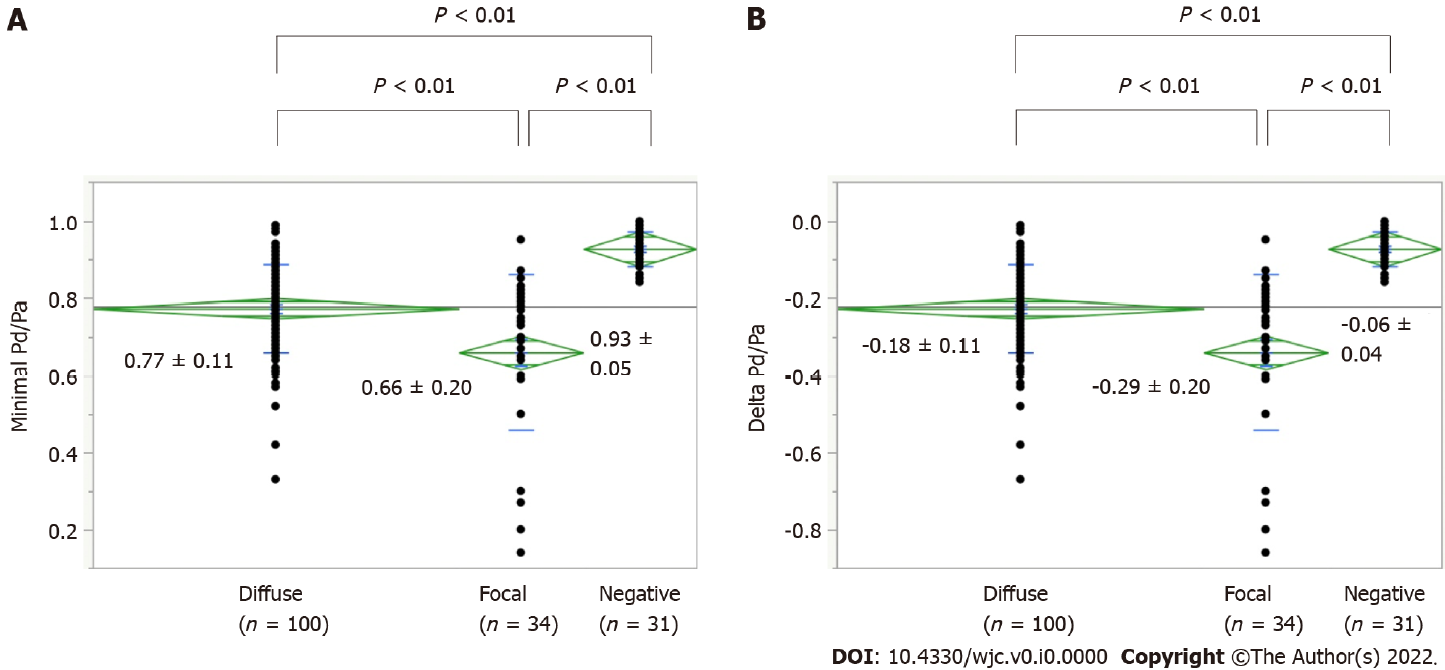 A
P < 0.01
P < 0.01
P < 0.01
Minimal Pd/Pa
1.0
0.8
0.6
0.4
0.2
0.77 ± 0.11
0.66 ± 0.20
0.93 ±
0.05
Diffuse
(n = 100)
Focal
(n = 34)
Negative
(n = 31)
B
P < 0.01
P < 0.01
P < 0.01
Delta Pd/Pa
0.0
-0.2
-0.4
-0.6
-0.8
-0.18 ± 0.11
-0.29 ± 0.20
-0.06 ±
0.04
Diffuse
(n = 100)
Focal
(n = 34)
Negative
(n = 31)
DOI: 10.4330/wjc.v0.i0.0000 Copyright ©The Author(s) 2022.